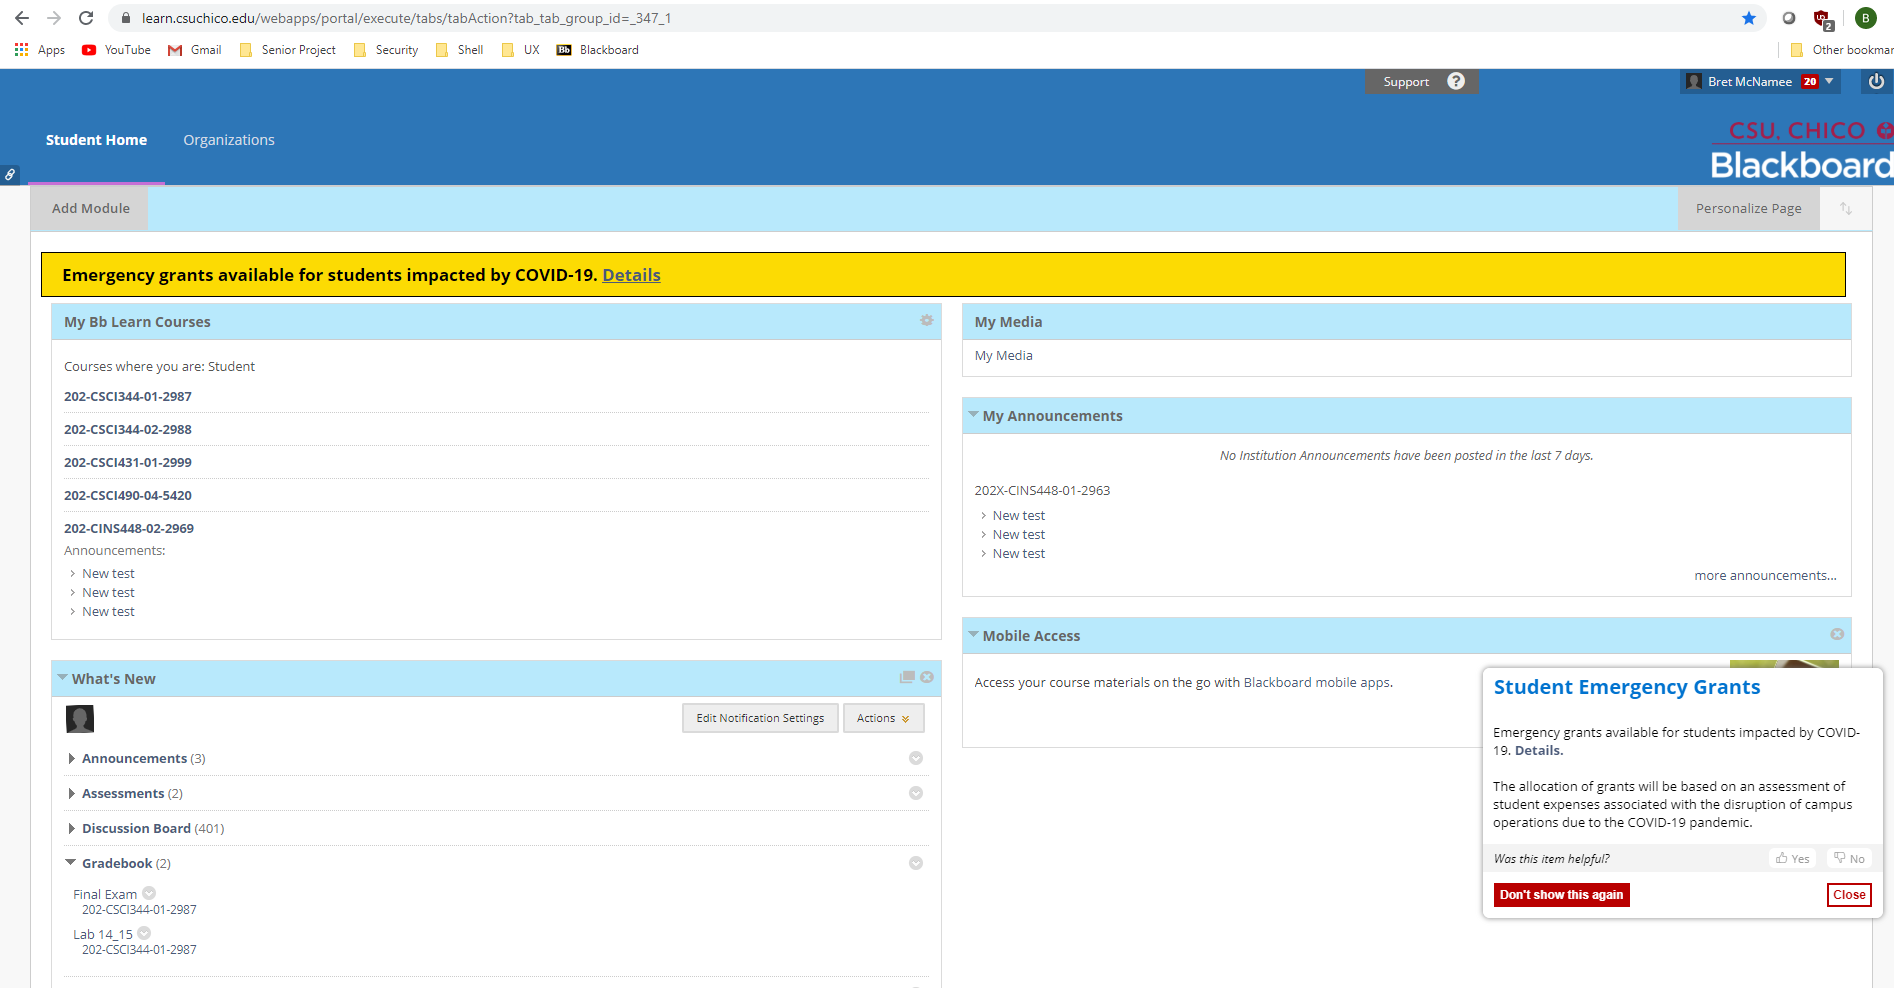 learn.csuchico.edu/webapps/portal/execute/tabs/tabAction?tab_tab_group_id=_347_1
2
B
Apps YouTube Gmail Senior Project Security Shell UX Bb Blackboard Other bookmar
Support ? Bret McNamee 20
Student Home Organizations
CSU, CHICO
Blackboard
Add Module Personalize Page
Emergency grants available for students impacted by COVID-19. Details
My Bb Learn Courses
Courses where you are: Student
202-CSCI344-01-2987
202-CSCI344-02-2988
202-CSCI431-01-2999
202-CSCI490-04-5420
202-CINS448-02-2969
Announcements:
New test
New test
New test
What's New
Edit Notification Settings Actions
Announcements (3)
Assessments (2)
Discussion Board (401)
Gradebook (2)
Final Exam
202-CSCI344-01-2987
Lab 14_15
202-CSCI344-01-2987
My Media
My Media
My Announcements
No Institution Announcements have been posted in the last 7 days.
202X-CINS448-01-2963
New test
New test
New test
more announcements...
Mobile Access
Access your course materials on the go with Blackboard mobile apps.
Student Emergency Grants
Emergency grants available for students impacted by COVID-
19. Details.
The allocation of grants will be based on an assessment of
student expenses associated with the disruption of campus
operations due to the COVID-19 pandemic.
Was this item helpful? Yes No
Don't show this again Close